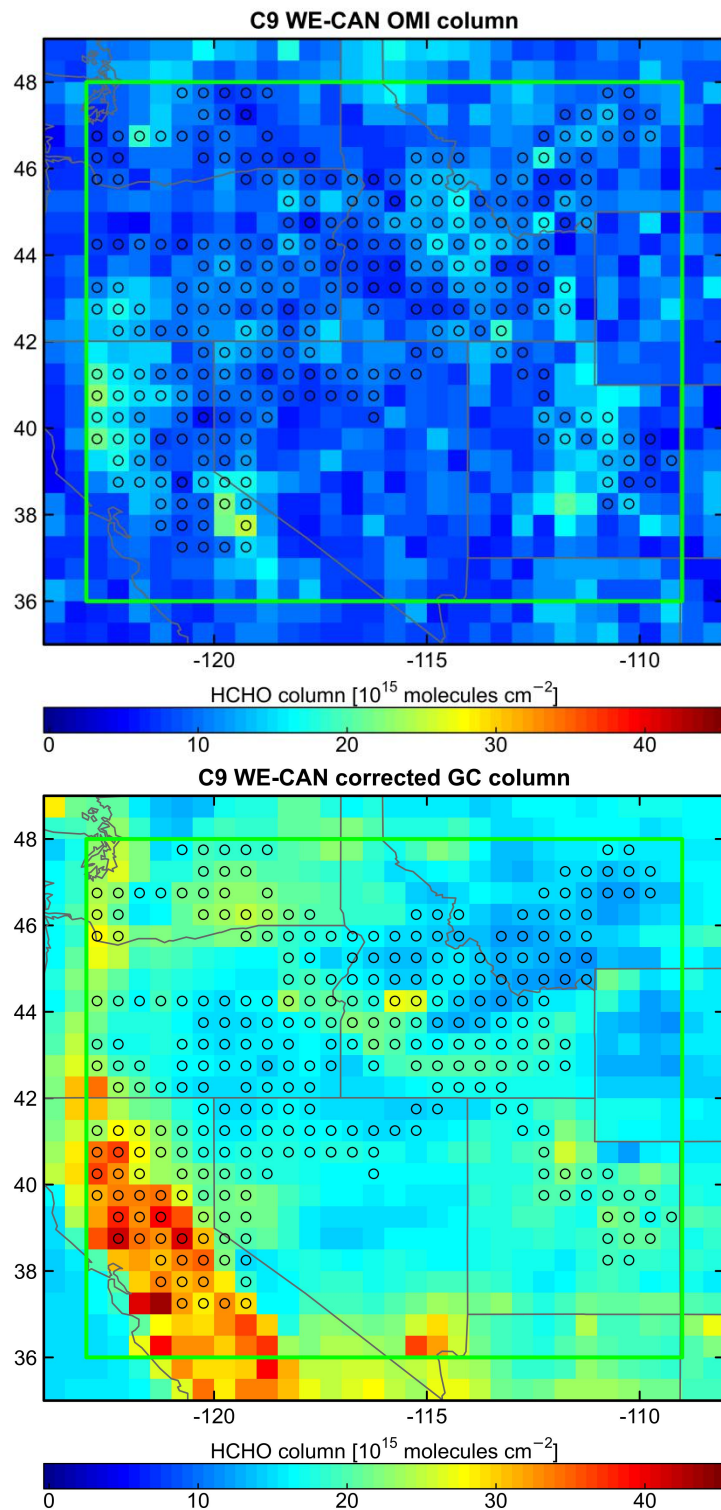 C9 WE-CAN OMI column
48
46
44
42
40
38
36
-120 -115 -110
HCHO column [10¹⁵ molecules cm⁻²]
0 10 20 30 40
C9 WE-CAN corrected GC column
48
46
44
42
40
38
36
-120 -115 -110
HCHO column [10¹⁵ molecules cm⁻²]
0 10 20 30 40